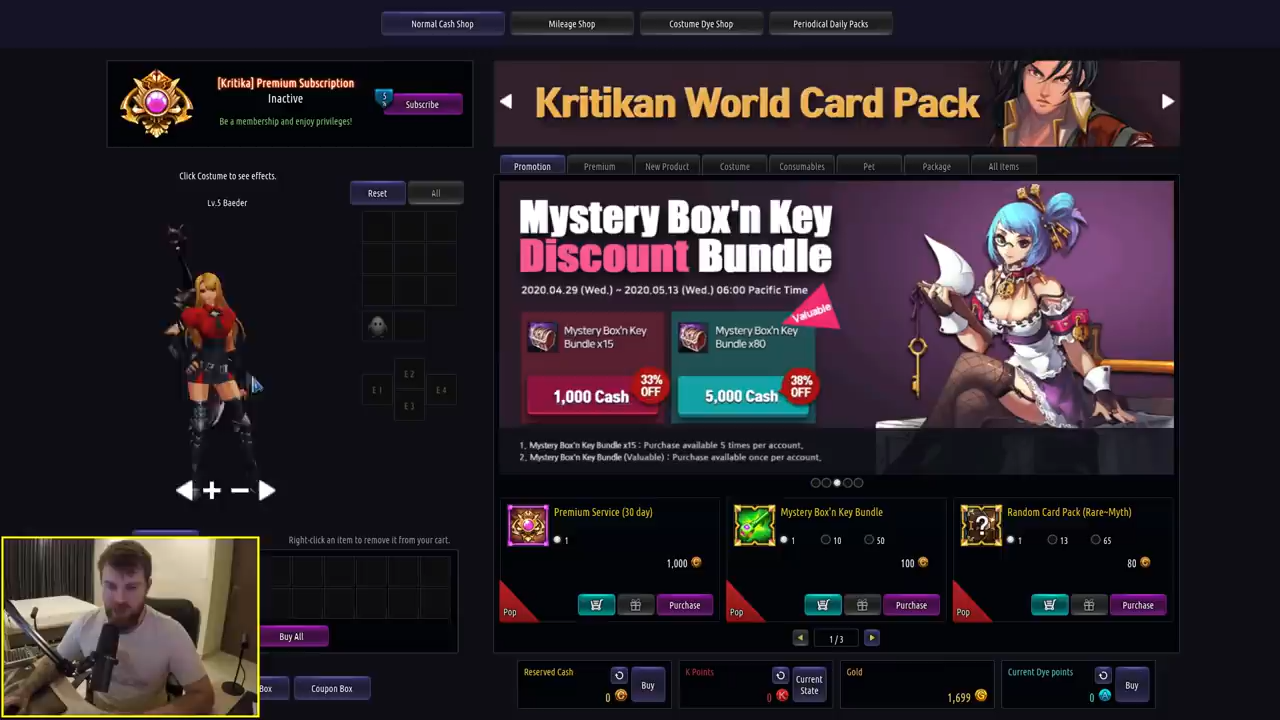 Normal Cash Shop
Mileage Shop
Costume Dye Shop
Periodical Daily Packs
[Kritika] Premium Subscription
Inactive
Be a membership and enjoy privileges!
Subscribe
Kritikan World Card Pack
Click Costume to see effects.
Lv.5 Baeder
Reset
All
E 1
E 2
E 3
E 4
Promotion
Premium
New Product
Costume
Consumables
Pet
Package
All Items
Mystery Box'n Key
Discount Bundle
2020.04.29 (Wed.) ~ 2020.05.13 (Wed.) 06:00 Pacific Time
Valuable
Mystery Box'n Key
Bundle x15
1,000 Cash
33%
OFF
Mystery Box'n Key
Bundle x80
5,000 Cash
38%
OFF
1. Mystery Box'n Key Bundle x15 : Purchase available 5 times per account.
2. Mystery Box'n Key Bundle (Valuable) : Purchase available once per account.
Premium Service (30 day)
1
1,000
Pop
Purchase
Mystery Box'n Key Bundle
1
10
50
100
Pop
Purchase
Random Card Pack (Rare~Myth)
1
13
65
80
Pop
Purchase
1/3
Right-click an item to remove it from your cart.
Buy All
Box
Coupon Box
Reserved Cash
0
Buy
K Points
0
Current
State
Gold
1,699
Current Dye points
0
Buy